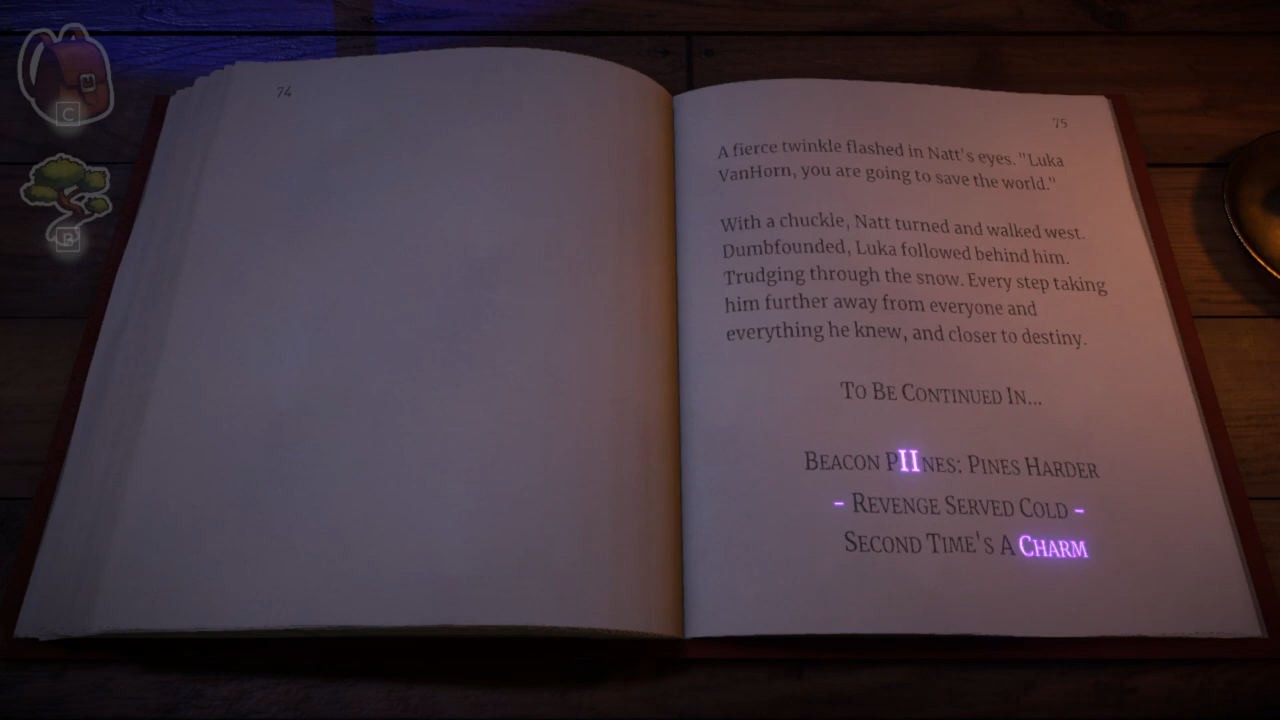 C
B
74
75
A fierce twinkle flashed in Natt's eyes. "Luka
VanHorn, you are going to save the world."
With a chuckle, Natt turned and walked west.
Dumbfounded, Luka followed behind him.
Trudging through the snow. Every step taking
him further away from everyone and
everything he knew, and closer to destiny.
To Be Continued In...
Beacon PIInes: Pines Harder
- Revenge Served Cold -
Second Time's A Charm